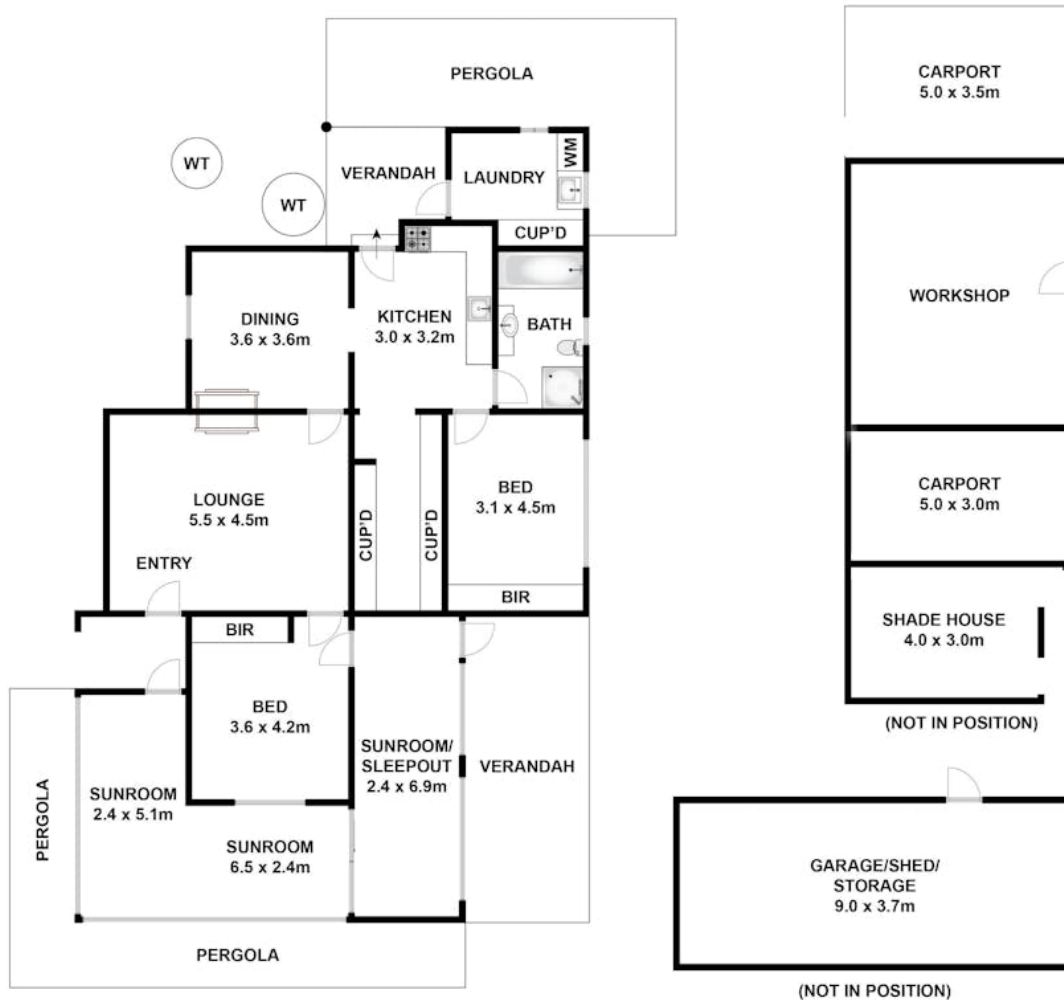 PERGOLA
CARPORT
5.0 x 3.5m
WT
WT
VERANDAH
LAUNDRY
WM
CUP'D
DINING
3.6 x 3.6m
KITCHEN
3.0 x 3.2m
BATH
WORKSHOP
LOUNGE
5.5 x 4.5m
ENTRY
CUP'D
CUP'D
BED
3.1 x 4.5m
BIR
CARPORT
5.0 x 3.0m
BIR
BED
3.6 x 4.2m
SHADE HOUSE
4.0 x 3.0m
(NOT IN POSITION)
SUNROOM/
SLEEPOUT
2.4 x 6.9m
VERANDAH
PERGOLA
SUNROOM
2.4 x 5.1m
SUNROOM
6.5 x 2.4m
PERGOLA
GARAGE/SHED/
STORAGE
9.0 x 3.7m
(NOT IN POSITION)